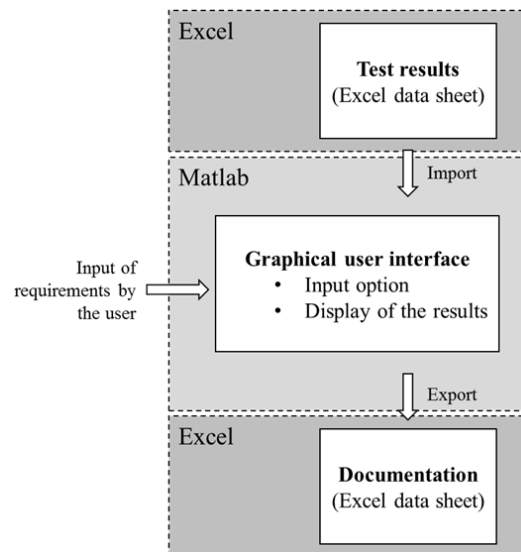 Excel
Test results
(Excel data sheet)
Import
Matlab
Graphical user interface
• Input option
• Display of the results
Input of
requirements by
the user
Export
Excel
Documentation
(Excel data sheet)